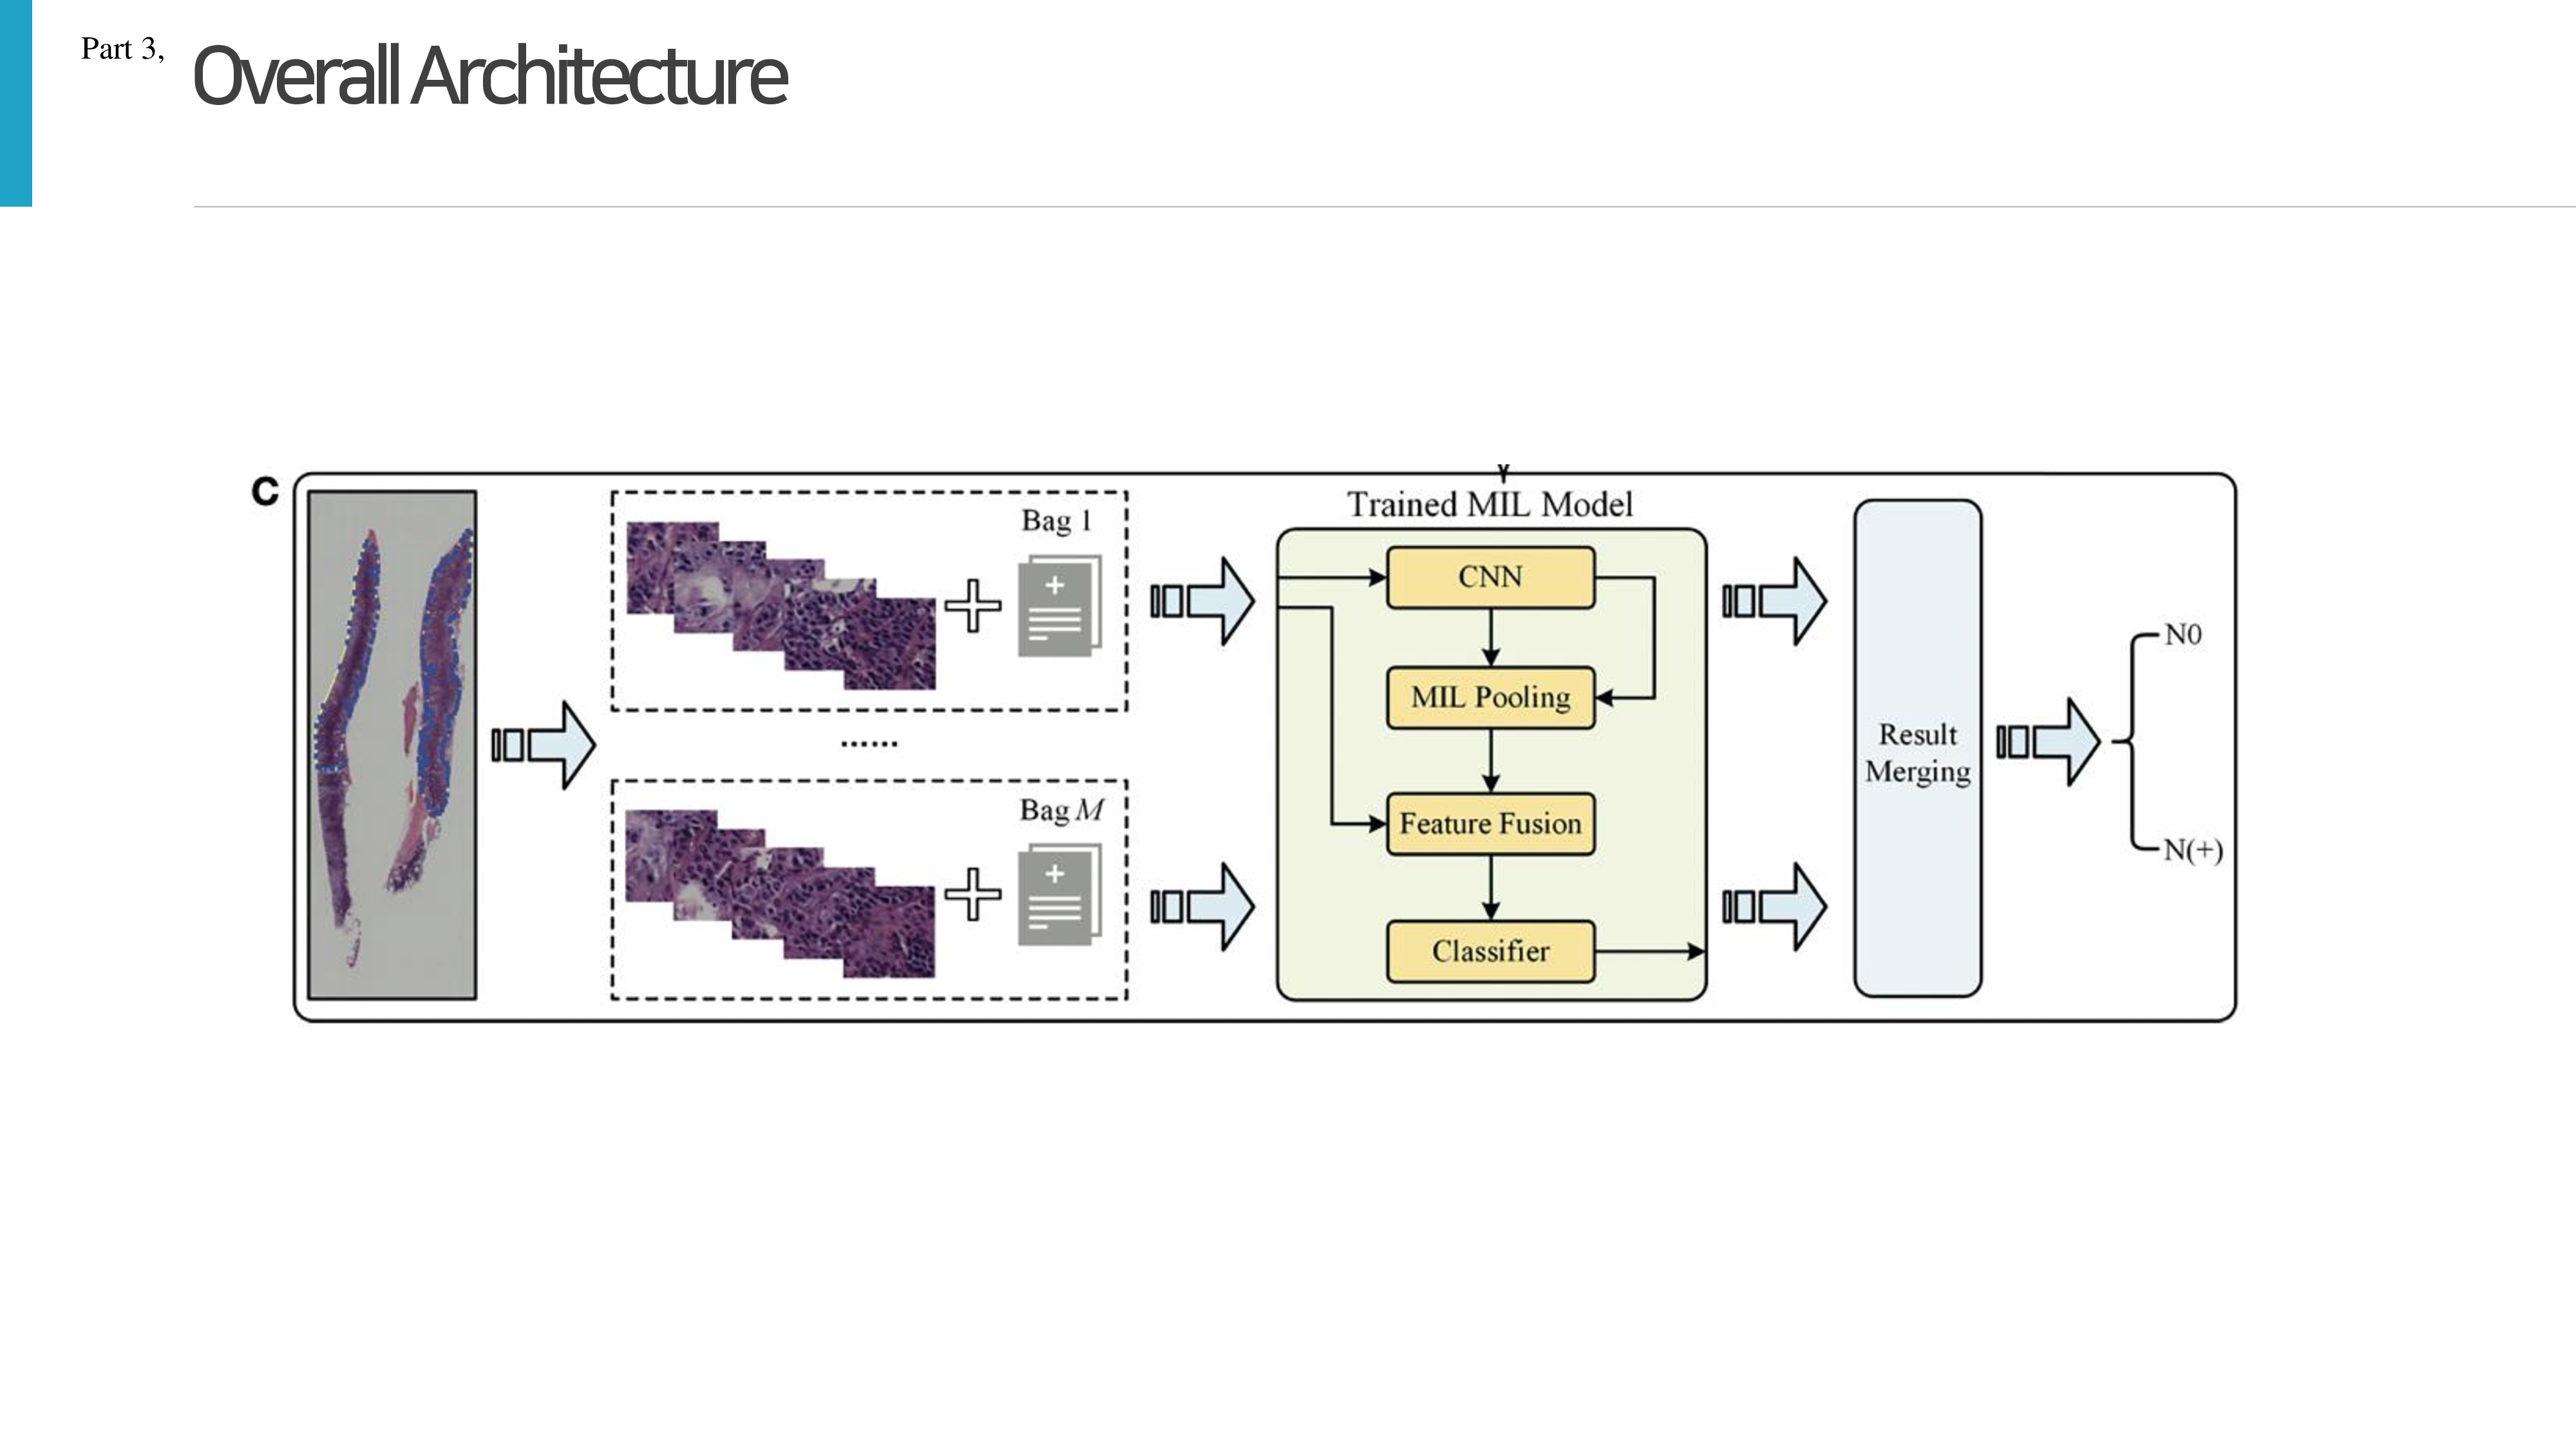 Part 3,
Overall Architecture
C
Bag 1
......
Bag M
Trained MIL Model
CNN
MIL Pooling
Feature Fusion
Classifier
Result
Merging
N0
N(+)